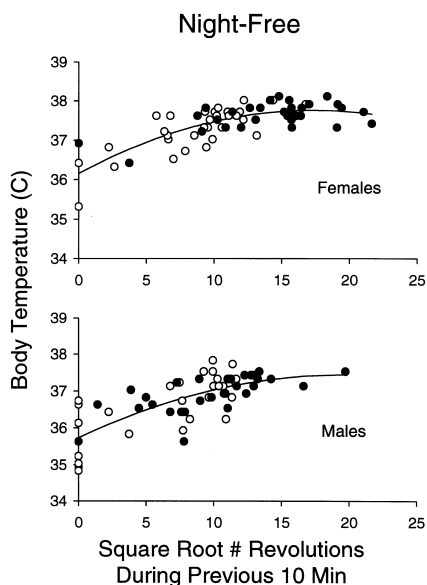 Night-Free
39
38
37
36
35
34
Females
0 5 10 15 20 25
Body Temperature (C)
39
38
37
36
35
34
Males
0 5 10 15 20 25
Square Root # Revolutions
During Previous 10 Min